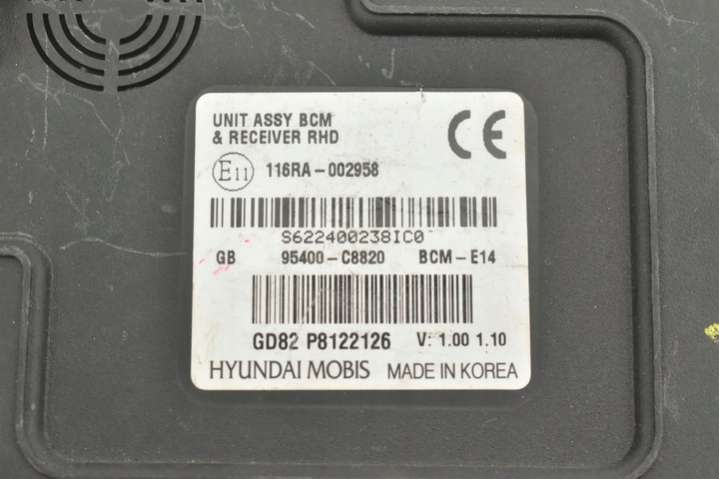 UNIT ASSY BCM
& RECEIVER RHD
CE
E11 116RA-002958
S622400238IC0
GB 95400-C8820 BCM-E14
GD82 P8122126 V: 1.00 1.10
HYUNDAI MOBIS MADE IN KOREA